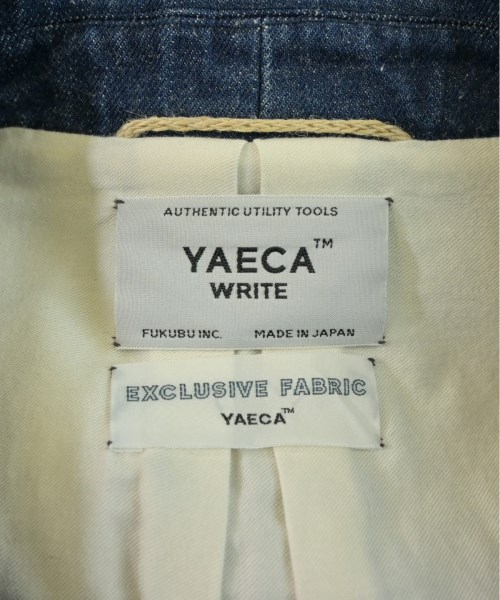 AUTHENTIC UTILITY TOOLS
YAECA™
WRITE
FUKUBU INC. MADE IN JAPAN
EXCLUSIVE FABRIC
YAECA™